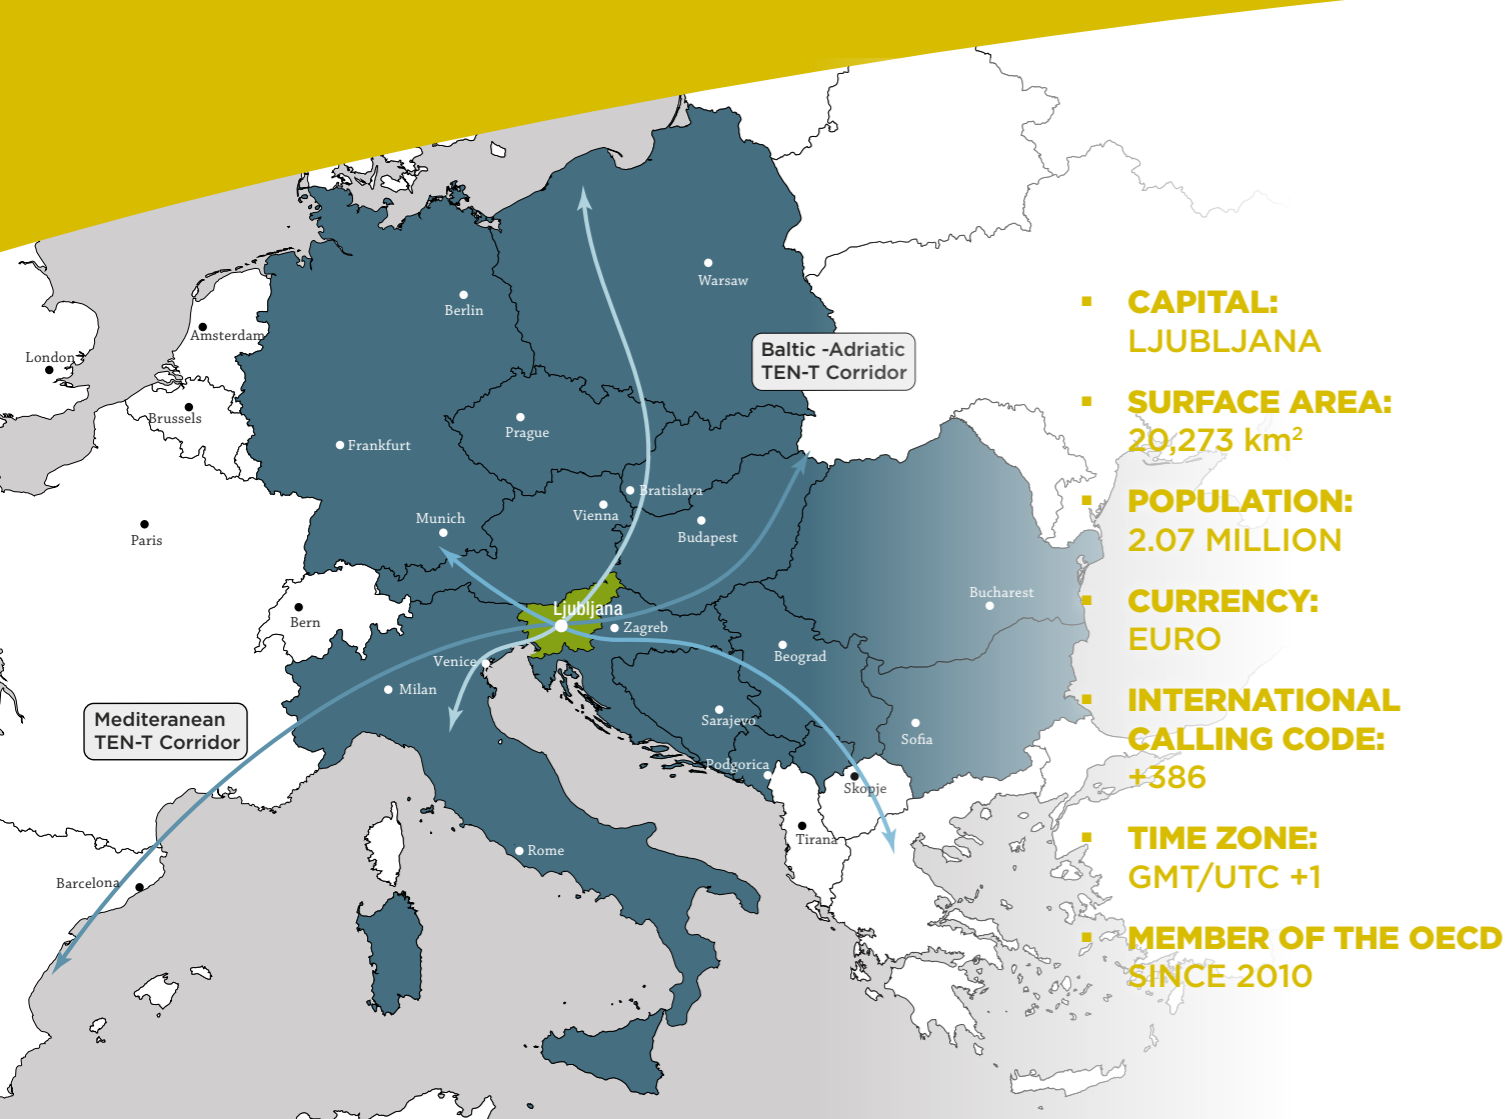 Warsaw
Berlin
Amsterdam
London
Baltic -Adriatic
TEN-T Corridor
Brussels
Prague
Frankfurt
Bratislava
Munich
Vienna
Budapest
Paris
Bucharest
Ljubljana
Bern
Zagreb
Beograd
Venice
Milan
Mediteranean
TEN-T Corridor
Sarajevo
Sofia
Podgorica
Skopje
Tirana
Rome
Barcelona
▪ CAPITAL:
LJUBLJANA
▪ SURFACE AREA:
20,273 km²
▪ POPULATION:
2.07 MILLION
▪ CURRENCY:
EURO
▪ INTERNATIONAL
CALLING CODE:
+386
▪ TIME ZONE:
GMT/UTC +1
▪ MEMBER OF THE OECD
SINCE 2010